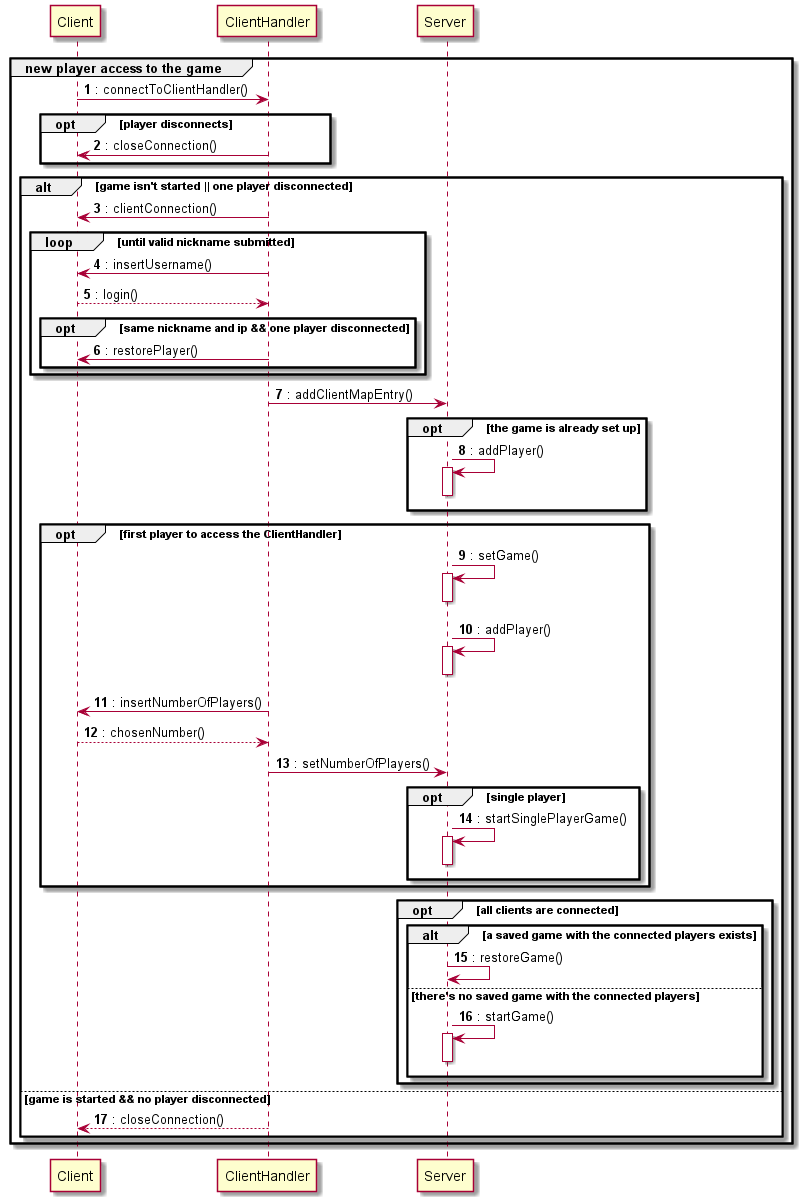 Client ClientHandler Server
new player access to the game
1 : connectToClientHandler()
opt [player disconnects]
2 : closeConnection()
alt [game isn't started || one player disconnected]
3 : clientConnection()
loop [until valid nickname submitted]
4 : insertUsername()
5 : login()
opt [same nickname and ip && one player disconnected]
6 : restorePlayer()
7 : addClientMapEntry()
opt [the game is already set up]
8 : addPlayer()
opt [first player to access the ClientHandler]
9 : setGame()
10 : addPlayer()
11 : insertNumberOfPlayers()
12 : chosenNumber()
13 : setNumberOfPlayers()
opt [single player]
14 : startSinglePlayerGame()
opt [all clients are connected]
alt [a saved game with the connected players exists]
15 : restoreGame()
[there's no saved game with the connected players]
16 : startGame()
[game is started && no player disconnected]
17 : closeConnection()
Client ClientHandler Server